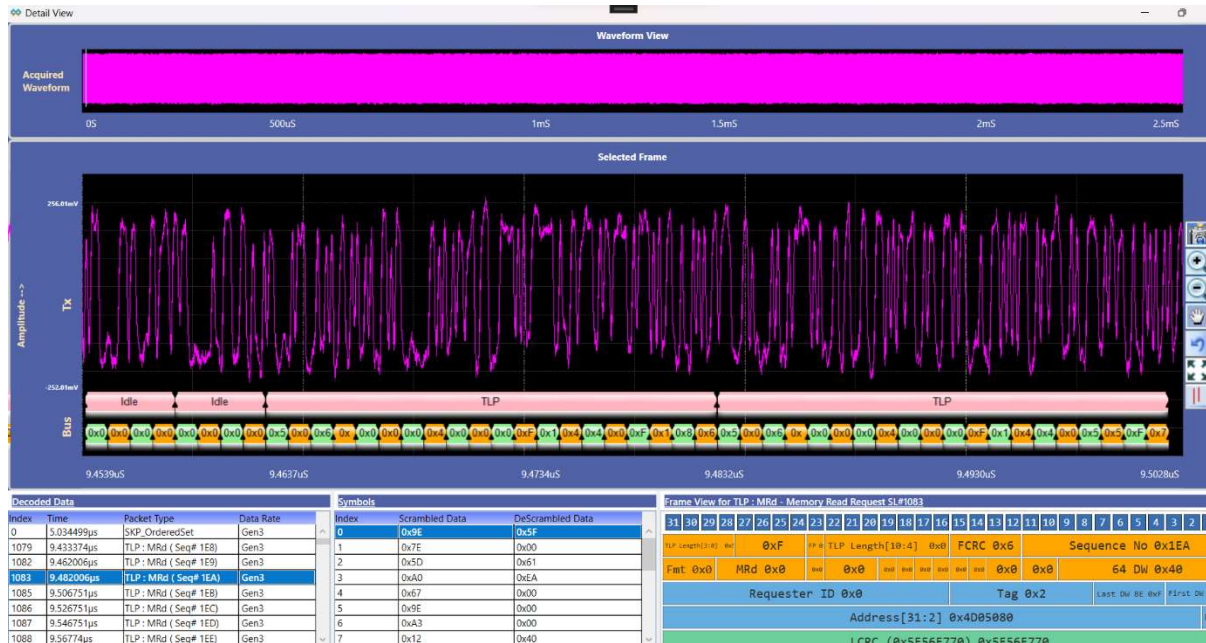 Detail View
Waveform View
Acquired
Waveform
0S 500uS 1mS 1.5mS 2mS 2.5mS
Selected Frame
256.01mV
Amplitude -->
Tx
-252.01mV
Idle Idle TLP TLP
Bus
9.4539uS 9.4637uS 9.4734uS 9.4832uS 9.4930uS 9.5028uS
Decoded Data
Index Time Packet Type Data Rate
0 5.034499µs SKP_OrderedSet Gen3
1079 9.433374µs TLP : MRd ( Seq# 1E8) Gen3
1082 9.462006µs TLP : MRd ( Seq# 1E9) Gen3
1083 9.482006µs TLP : MRd ( Seq# 1EA) Gen3
1085 9.506751µs TLP : MRd ( Seq# 1EB) Gen3
1086 9.526751µs TLP : MRd ( Seq# 1EC) Gen3
1087 9.546751µs TLP : MRd ( Seq# 1ED) Gen3
1088 9.56774µs TLP : MRd ( Seq# 1EE) Gen3
Symbols
Index Scrambled Data DeScrambled Data
0 0x9E 0x5F
1 0x7E 0x00
2 0x5D 0x61
3 0xA0 0xEA
4 0x67 0x00
5 0x9E 0x00
6 0xA3 0x00
7 0x12 0x40
Frame View for TLP : MRd - Memory Read Request SL#1083
31 30 29 28 27 26 25 24 23 22 21 20 19 18 17 16 15 14 13 12 11 10 9 8 7 6 5 4 3 2
0xF TLP Length[10:4] 0x0 FCRC 0x6 Sequence No 0x1EA
Fmt 0x0 MRd 0x0 0x0 0x0 0x0 64 DW 0x40
Requester ID 0x0 Tag 0x2 Last DW BE 0xF First DW
Address[31:2] 0x4D05080
LCRC (0x5F56E770) 0x5F56E770